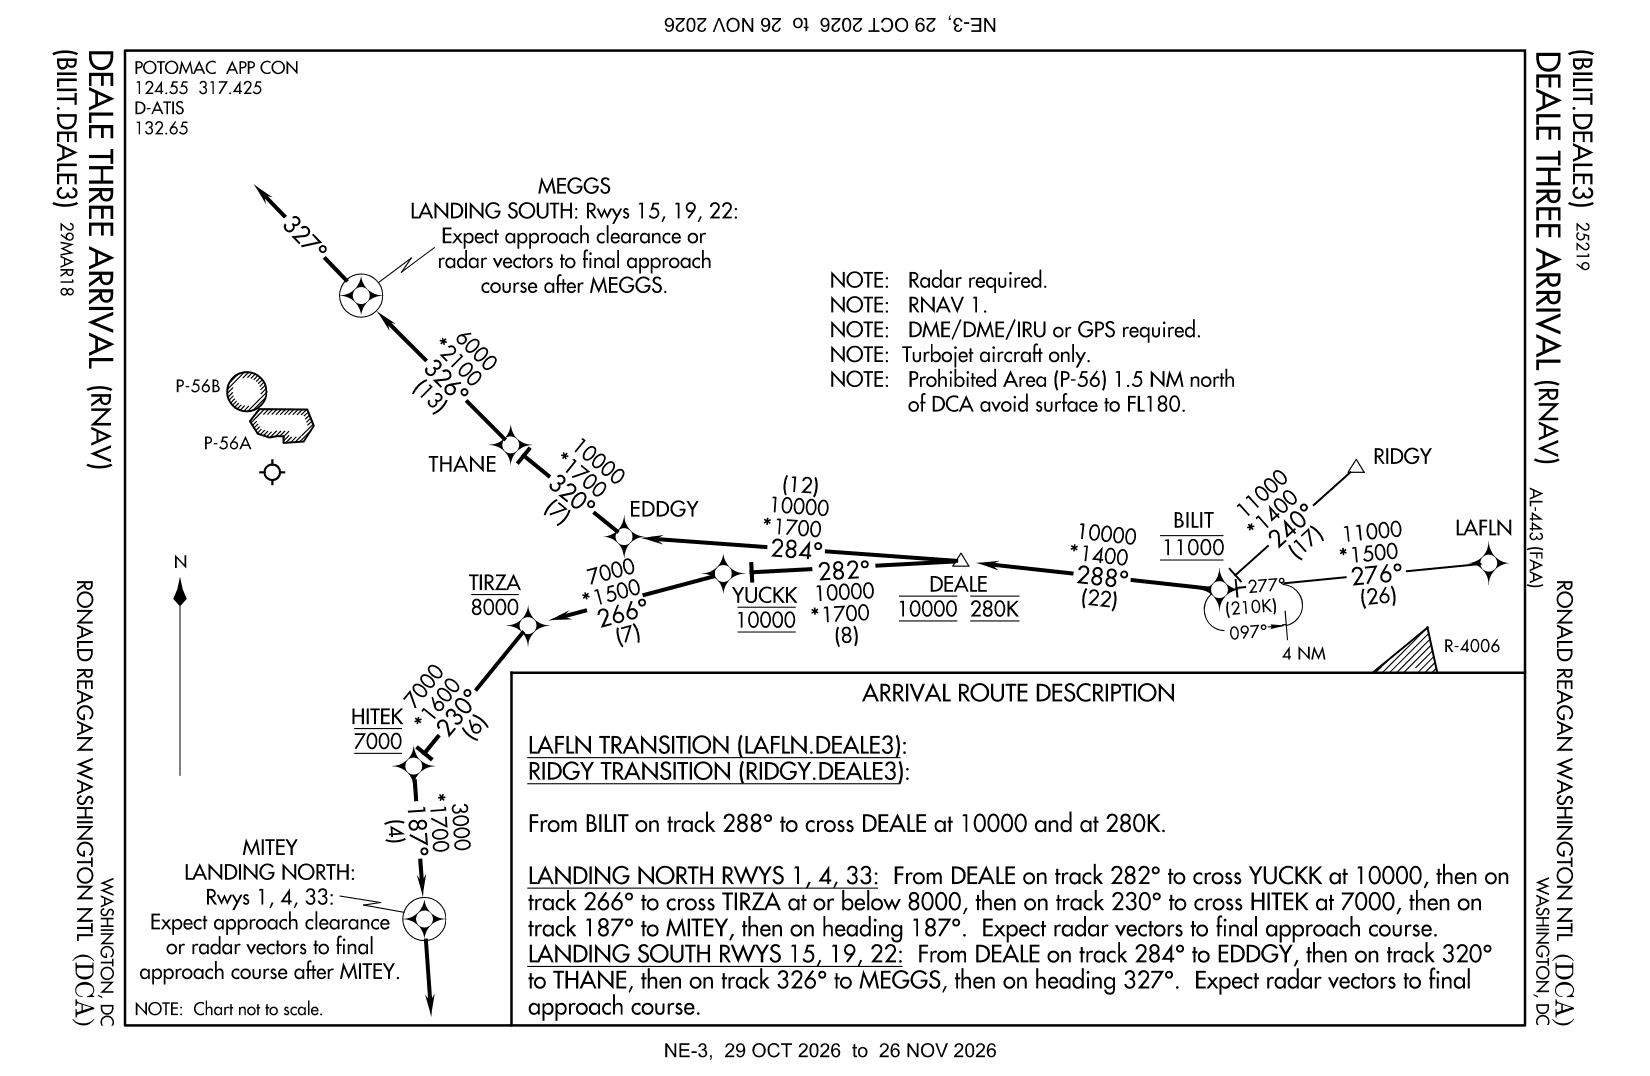 NE-3, 29 OCT 2026 to 26 NOV 2026
DEALE THREE ARRIVAL (RNAV)
(BILIT.DEALE3) 29MAR18
RONALD REAGAN WASHINGTON NTL (DCA)
WASHINGTON, DC
POTOMAC APP CON
124.55 317.425
D-ATIS
132.65
MEGGS
LANDING SOUTH: Rwys 15, 19, 22:
Expect approach clearance or
radar vectors to final approach
course after MEGGS.
327°
6000
*2100
326°
(13)
P-56B
P-56A
THANE
10000
*1700
320°
(7)
EDDGY
NOTE: Radar required.
NOTE: RNAV 1.
NOTE: DME/DME/IRU or GPS required.
NOTE: Turbojet aircraft only.
NOTE: Prohibited Area (P-56) 1.5 NM north
of DCA avoid surface to FL180.
(12)
10000
*1700
284°
282°
10000
*1700
(8)
DEALE
10000 280K
10000
*1400
288°
(22)
BILIT
11000
RIDGY
11000
*1400
240°
(17)
LAFLN
11000
*1500
276°
(26)
277°
(210K)
097°
4 NM
R-4006
YUCKK
10000
7000
*1500
266°
(7)
TIRZA
8000
7000
*1600
230°
(6)
HITEK
7000
3000
*1700
187°
(4)
N
MITEY
LANDING NORTH:
Rwys 1, 4, 33:
Expect approach clearance
or radar vectors to final
approach course after MITEY.
NOTE: Chart not to scale.
ARRIVAL ROUTE DESCRIPTION
LAFLN TRANSITION (LAFLN.DEALE3):
RIDGY TRANSITION (RIDGY.DEALE3):
From BILIT on track 288° to cross DEALE at 10000 and at 280K.
LANDING NORTH RWYS 1, 4, 33: From DEALE on track 282° to cross YUCKK at 10000, then on
track 266° to cross TIRZA at or below 8000, then on track 230° to cross HITEK at 7000, then on
track 187° to MITEY, then on heading 187°. Expect radar vectors to final approach course.
LANDING SOUTH RWYS 15, 19, 22: From DEALE on track 284° to EDDGY, then on track 320°
to THANE, then on track 326° to MEGGS, then on heading 327°. Expect radar vectors to final
approach course.
(BILIT.DEALE3) 25219
DEALE THREE ARRIVAL (RNAV)
AL-443 (FAA)
RONALD REAGAN WASHINGTON NTL (DCA)
WASHINGTON, DC
NE-3, 29 OCT 2026 to 26 NOV 2026